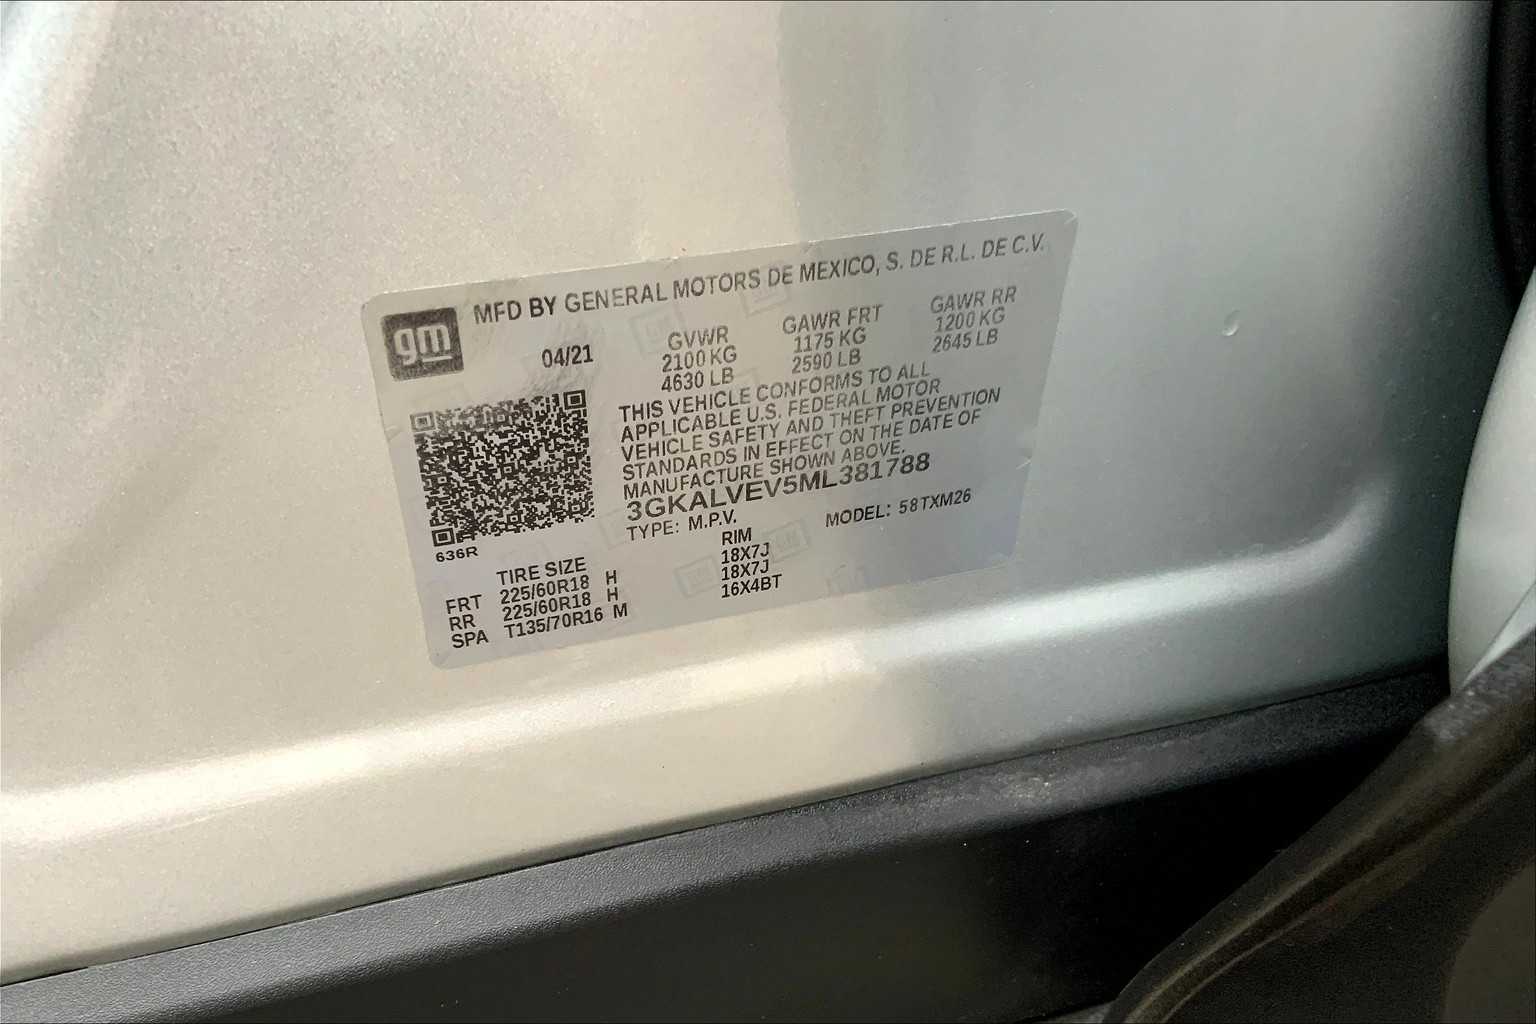 gm
MFD BY GENERAL MOTORS DE MEXICO, S. DE R.L. DE C.V.
04/21
GVWR
2100 KG
4630 LB
GAWR FRT
1175 KG
2590 LB
GAWR RR
1200 KG
2645 LB
THIS VEHICLE CONFORMS TO ALL
APPLICABLE U.S. FEDERAL MOTOR
VEHICLE SAFETY AND THEFT PREVENTION
STANDARDS IN EFFECT ON THE DATE OF
MANUFACTURE SHOWN ABOVE.
3GKALVEV5ML381788
TYPE: M.P.V. MODEL: 58TXM26
636R
TIRE SIZE RIM
FRT 225/60R18 H 18X7J
RR 225/60R18 H 18X7J
SPA T135/70R16 M 16X4BT